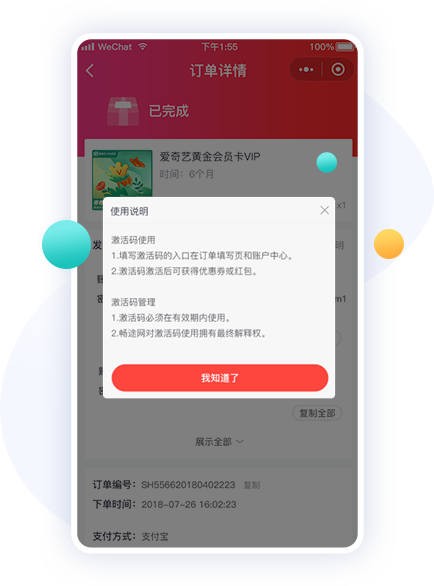 WeChat
下午1:55
100%
订单详情
已完成
爱奇艺黄金会员卡VIP
时间：6个月
x1
使用说明
激活码使用
1.填写激活码的入口在订单填写页和账户中心。
2.激活码激活后可获得优惠券或红包。
激活码管理
1.激活码必须在有效期内使用。
2.畅途网对激活码使用拥有最终解释权。
我知道了
m1
复制全部
展示全部
订单编号：SH556620180402223 复制
下单时间：2018-07-26 16:02:23
支付方式：支付宝